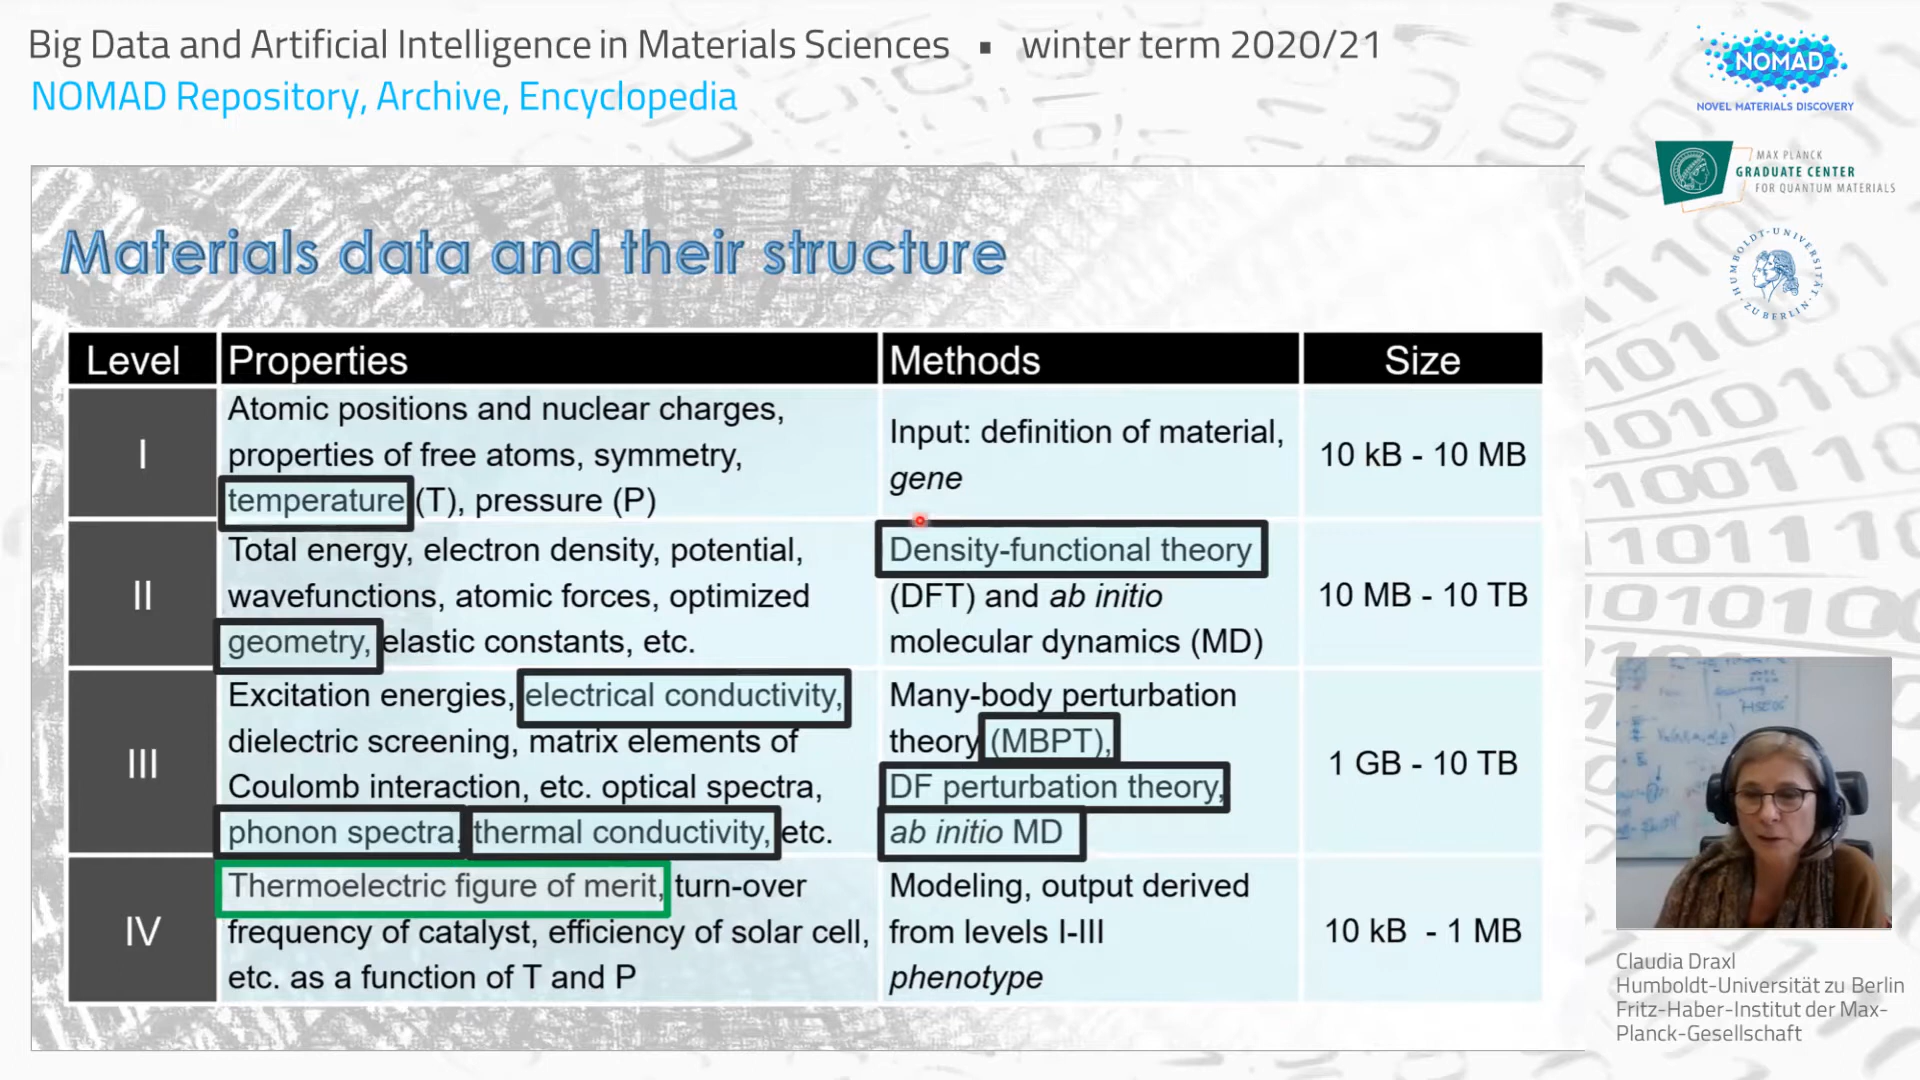 Big Data and Artificial Intelligence in Materials Sciences ▪ winter term 2020/21
NOMAD Repository, Archive, Encyclopedia
NOMAD
NOVEL MATERIALS DISCOVERY
MAX PLANCK
GRADUATE CENTER
FOR QUANTUM MATERIALS
HUMBOLDT-UNIVERSITÄT ZU BERLIN
Materials data and their structure
Level Properties Methods Size
I
Atomic positions and nuclear charges,
properties of free atoms, symmetry,
temperature (T), pressure (P)
Input: definition of material,
gene
10 kB - 10 MB
II
Total energy, electron density, potential,
wavefunctions, atomic forces, optimized
geometry, elastic constants, etc.
Density-functional theory
(DFT) and ab initio
molecular dynamics (MD)
10 MB - 10 TB
III
Excitation energies, electrical conductivity,
dielectric screening, matrix elements of
Coulomb interaction, etc. optical spectra,
phonon spectra, thermal conductivity, etc.
Many-body perturbation
theory (MBPT),
DF perturbation theory,
ab initio MD
1 GB - 10 TB
IV
Thermoelectric figure of merit, turn-over
frequency of catalyst, efficiency of solar cell,
etc. as a function of T and P
Modeling, output derived
from levels I-III
phenotype
10 kB - 1 MB
Claudia Draxl
Humboldt-Universität zu Berlin
Fritz-Haber-Institut der Max-
Planck-Gesellschaft